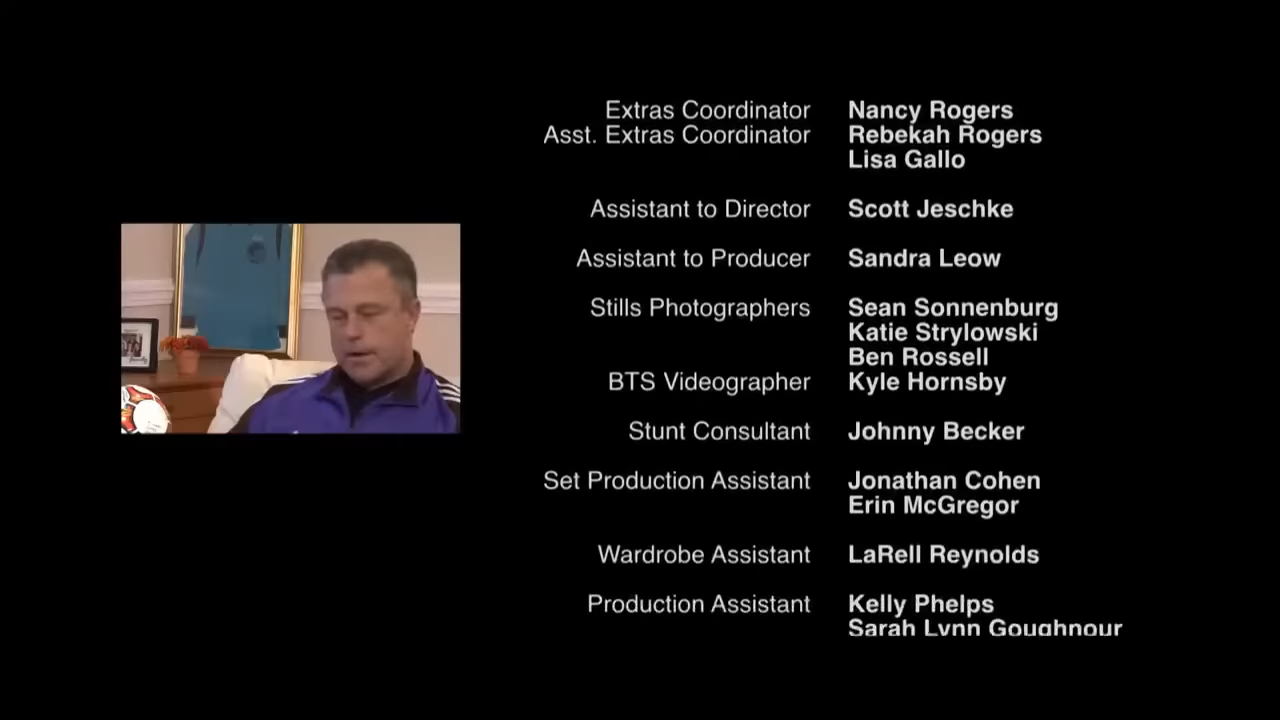 Extras Coordinator Nancy Rogers
Asst. Extras Coordinator Rebekah Rogers
Lisa Gallo
Assistant to Director Scott Jeschke
Assistant to Producer Sandra Leow
Stills Photographers Sean Sonnenburg
Katie Strylowski
Ben Rossell
BTS Videographer Kyle Hornsby
Stunt Consultant Johnny Becker
Set Production Assistant Jonathan Cohen
Erin McGregor
Wardrobe Assistant LaRell Reynolds
Production Assistant Kelly Phelps
Sarah Lynn Goughnour